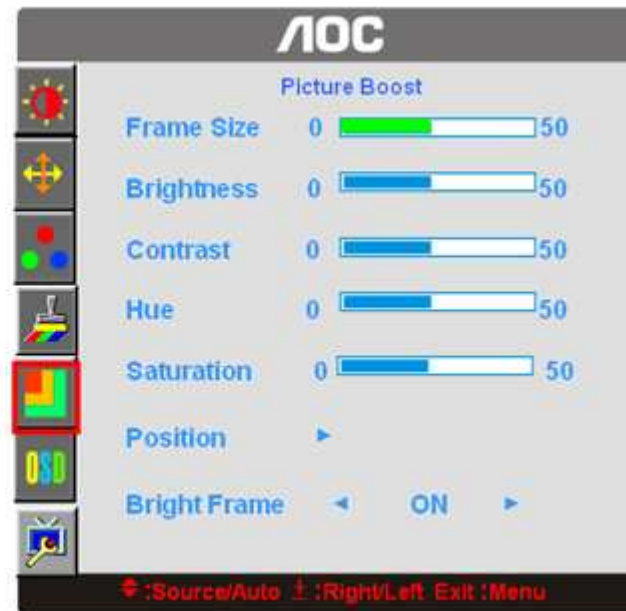 AOC
Picture Boost
Frame Size 0 50
Brightness 0 50
Contrast 0 50
Hue 0 50
Saturation 0 50
Position
Bright Frame ON
OSD
:Source/Auto :Right/Left Exit :Menu